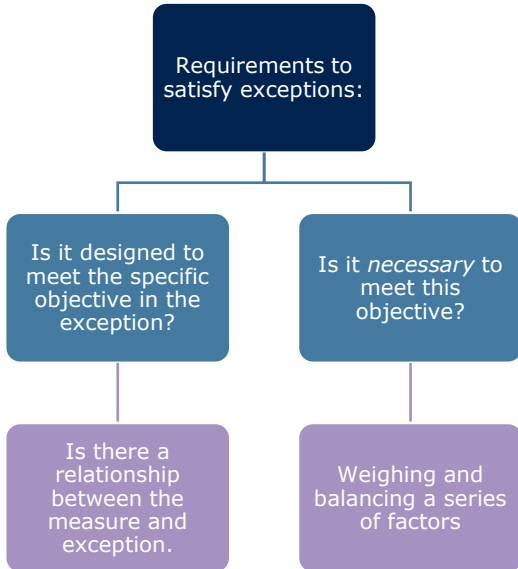 Requirements to
satisfy exceptions:
Is it designed to
meet the specific
objective in the
exception?
Is it necessary to
meet this
objective?
Is there a
relationship
between the
measure and
exception.
Weighing and
balancing a series
of factors